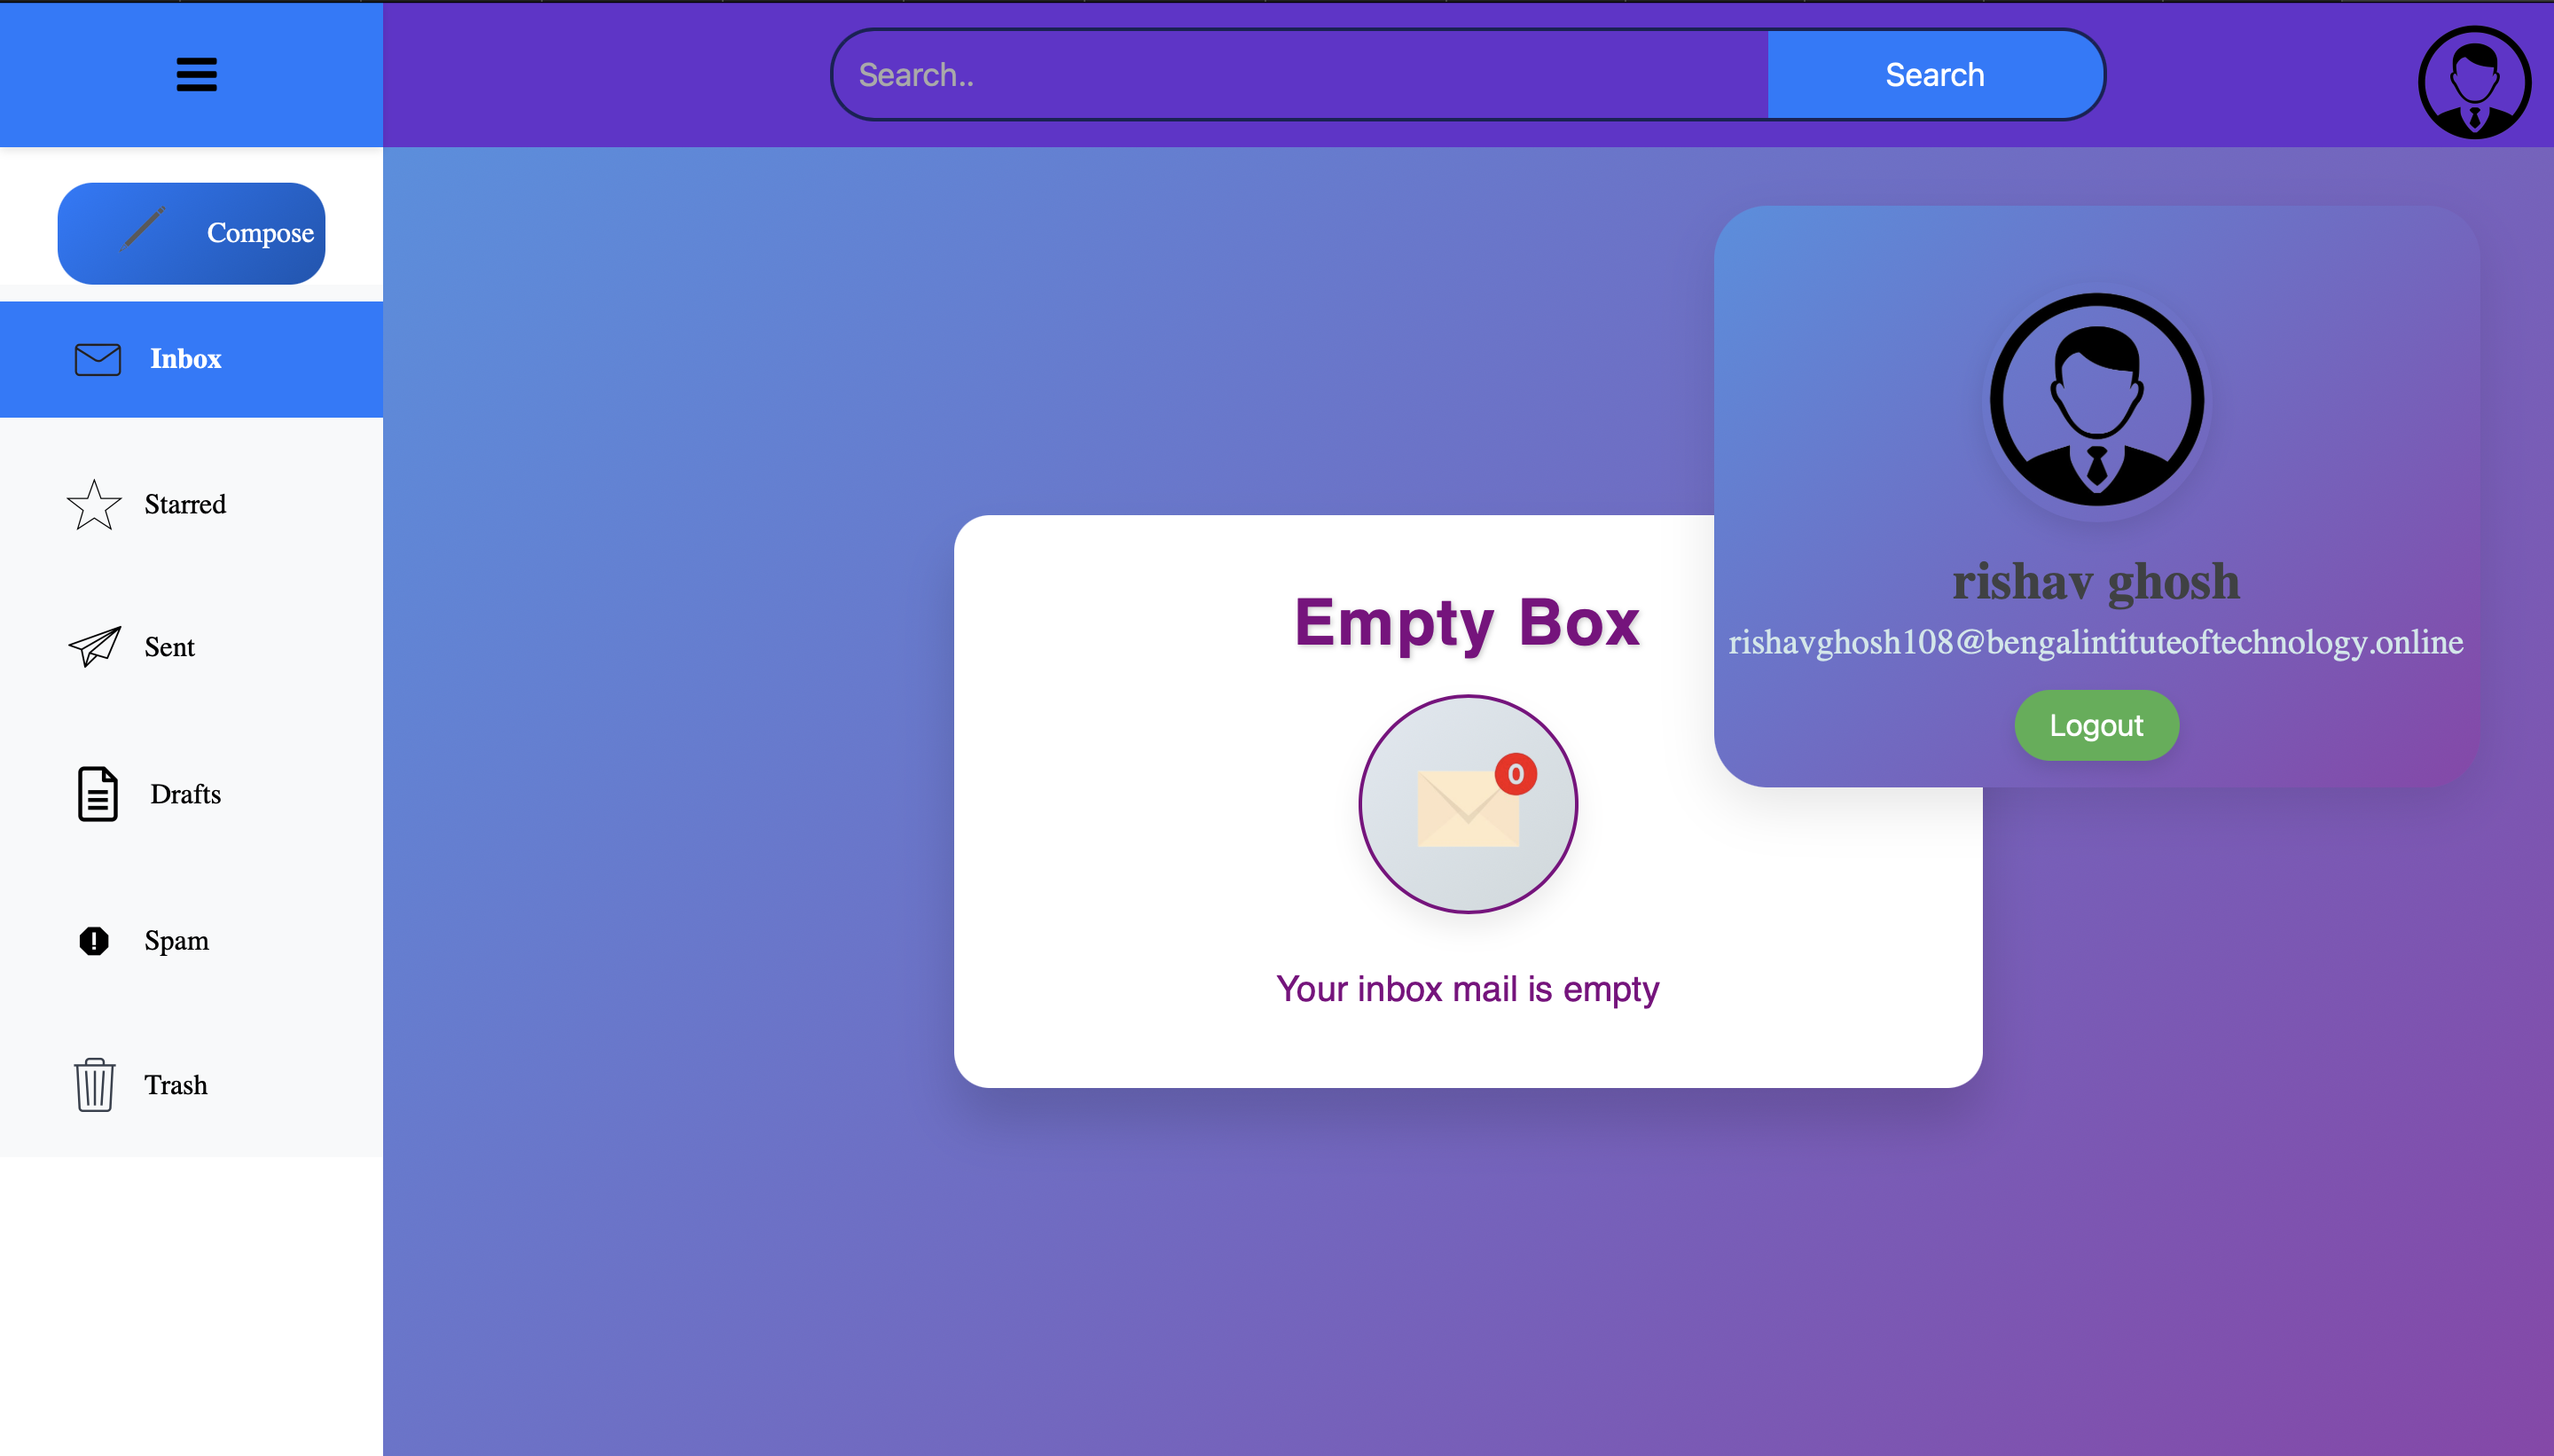 Search..
Search
Compose
Inbox
Starred
Sent
Drafts
Spam
Trash
Empty Box
0
Your inbox mail is empty
rishav ghosh
rishavghosh108@bengalintituteoftechnology.online
Logout